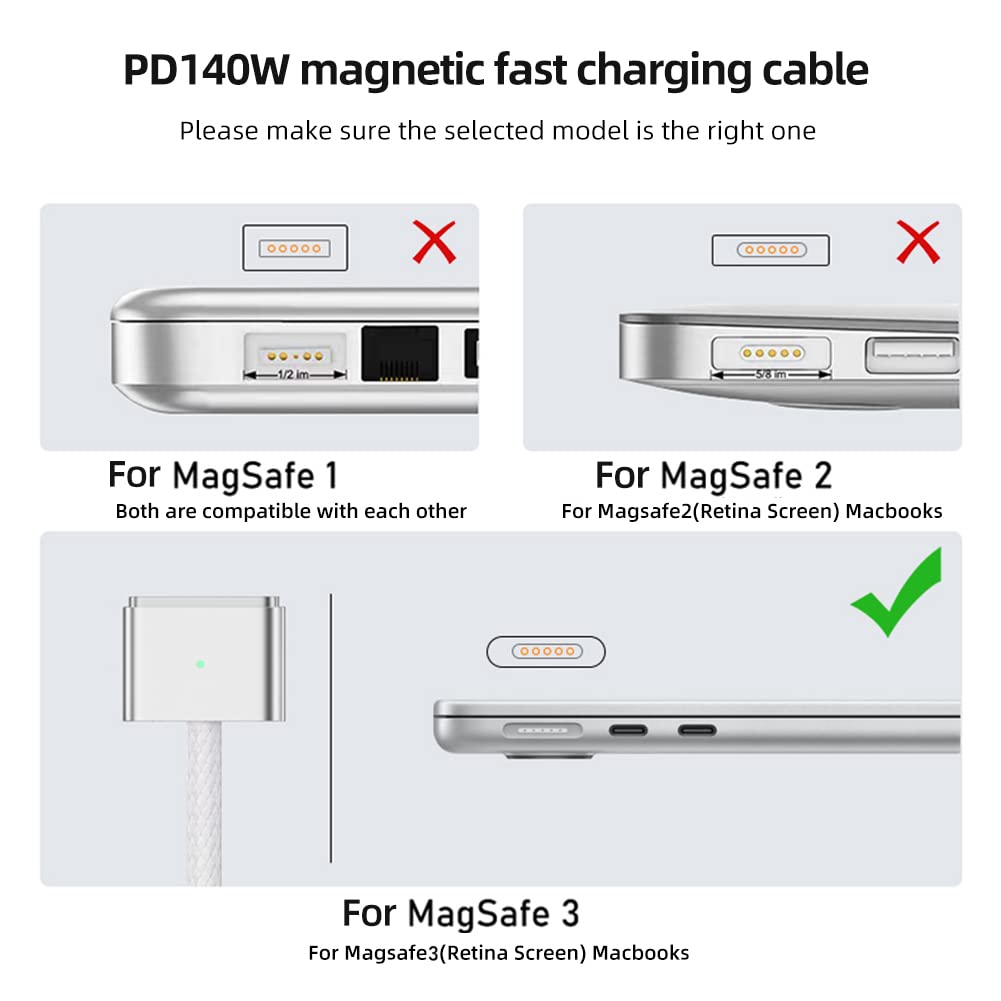 PD140W magnetic fast charging cable
Please make sure the selected model is the right one
1/2 im
5/8 im
For MagSafe 1
Both are compatible with each other
For MagSafe 2
For Magsafe2(Retina Screen) Macbooks
For MagSafe 3
For Magsafe3(Retina Screen) Macbooks